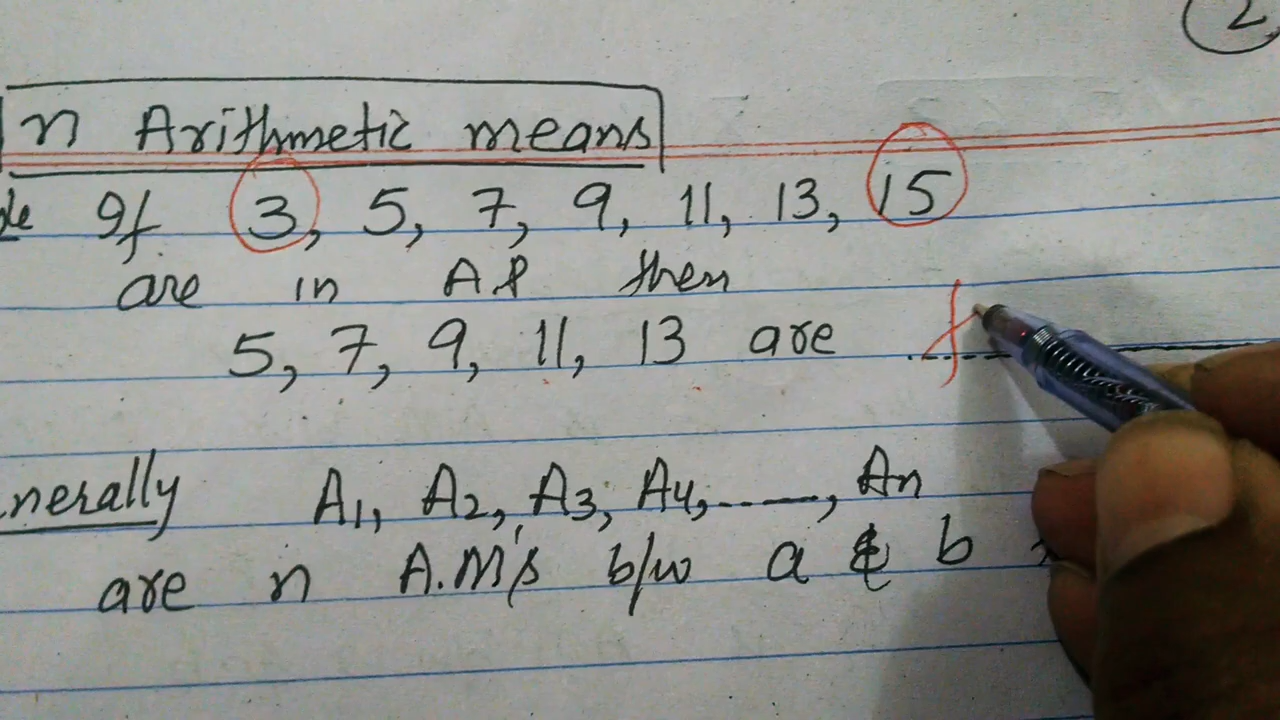 2
n Arithmetic means
If 3, 5, 7, 9, 11, 13, 15
are in AP then
5, 7, 9, 11, 13 are
nerally A1, A2, A3, A4, ------, An
are n A.M's b/w a & b